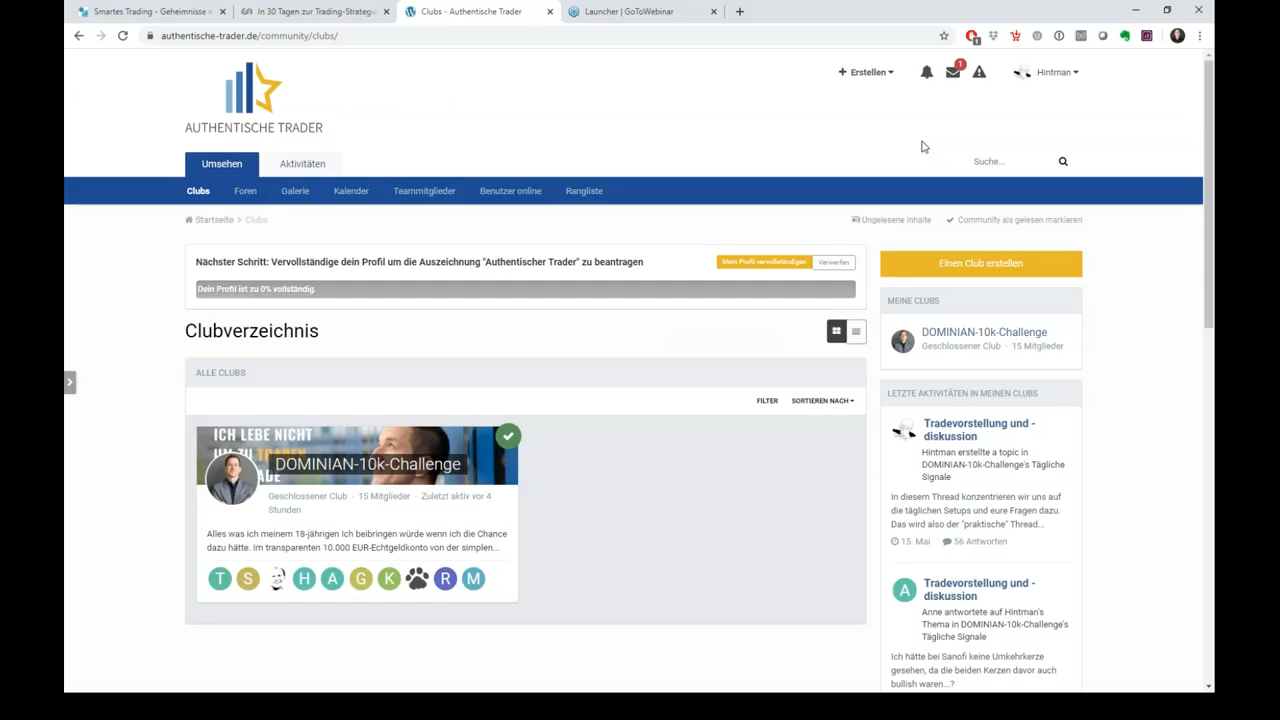 Smartes Trading - Geheimnisse e
In 30 Tagen zur Trading-Strategie
Clubs - Authentische Trader
Launcher | GoToWebinar
authentische-trader.de/community/clubs/
1
Erstellen
1
Hintman
AUTHENTISCHE TRADER
Umsehen
Aktivitäten
Suche...
Clubs
Foren
Galerie
Kalender
Teammitglieder
Benutzer online
Rangliste
Startseite
Clubs
Ungelesene Inhalte
Community als gelesen markieren
Nächster Schritt: Vervollständige dein Profil um die Auszeichnung "Authentischer Trader" zu beantragen
Mein Profil vervollständigen
Verwerfen
Dein Profil ist zu 0% vollständig.
Einen Club erstellen
MEINE CLUBS
DOMINIAN-10k-Challenge
Geschlossener Club · 15 Mitglieder
Clubverzeichnis
ALLE CLUBS
FILTER
SORTIEREN NACH
ICH LEBE NICHT
DOMINIAN-10k-Challenge
Geschlossener Club · 15 Mitglieder · Zuletzt aktiv vor 4
Stunden
Alles was ich meinem 18-jährigen Ich beibringen würde wenn ich die Chance
dazu hätte. Im transparenten 10.000 EUR-Echtgeldkonto von der simplen...
T S H A G K R M
LETZTE AKTIVITÄTEN IN MEINEN CLUBS
Tradevorstellung und -
diskussion
Hintman erstellte a topic in
DOMINIAN-10k-Challenge's Tägliche
Signale
In diesem Thread konzentrieren wir uns auf
die täglichen Setups und eure Fragen dazu.
Das wird also der "praktische" Thread...
15. Mai
56 Antworten
A
Tradevorstellung und -
diskussion
Anne antwortete auf Hintman's
Thema in DOMINIAN-10k-Challenge's
Tägliche Signale
Ich hätte bei Sanofi keine Umkehrkerze
gesehen, da die beiden Kerzen davor auch
bullish waren...?